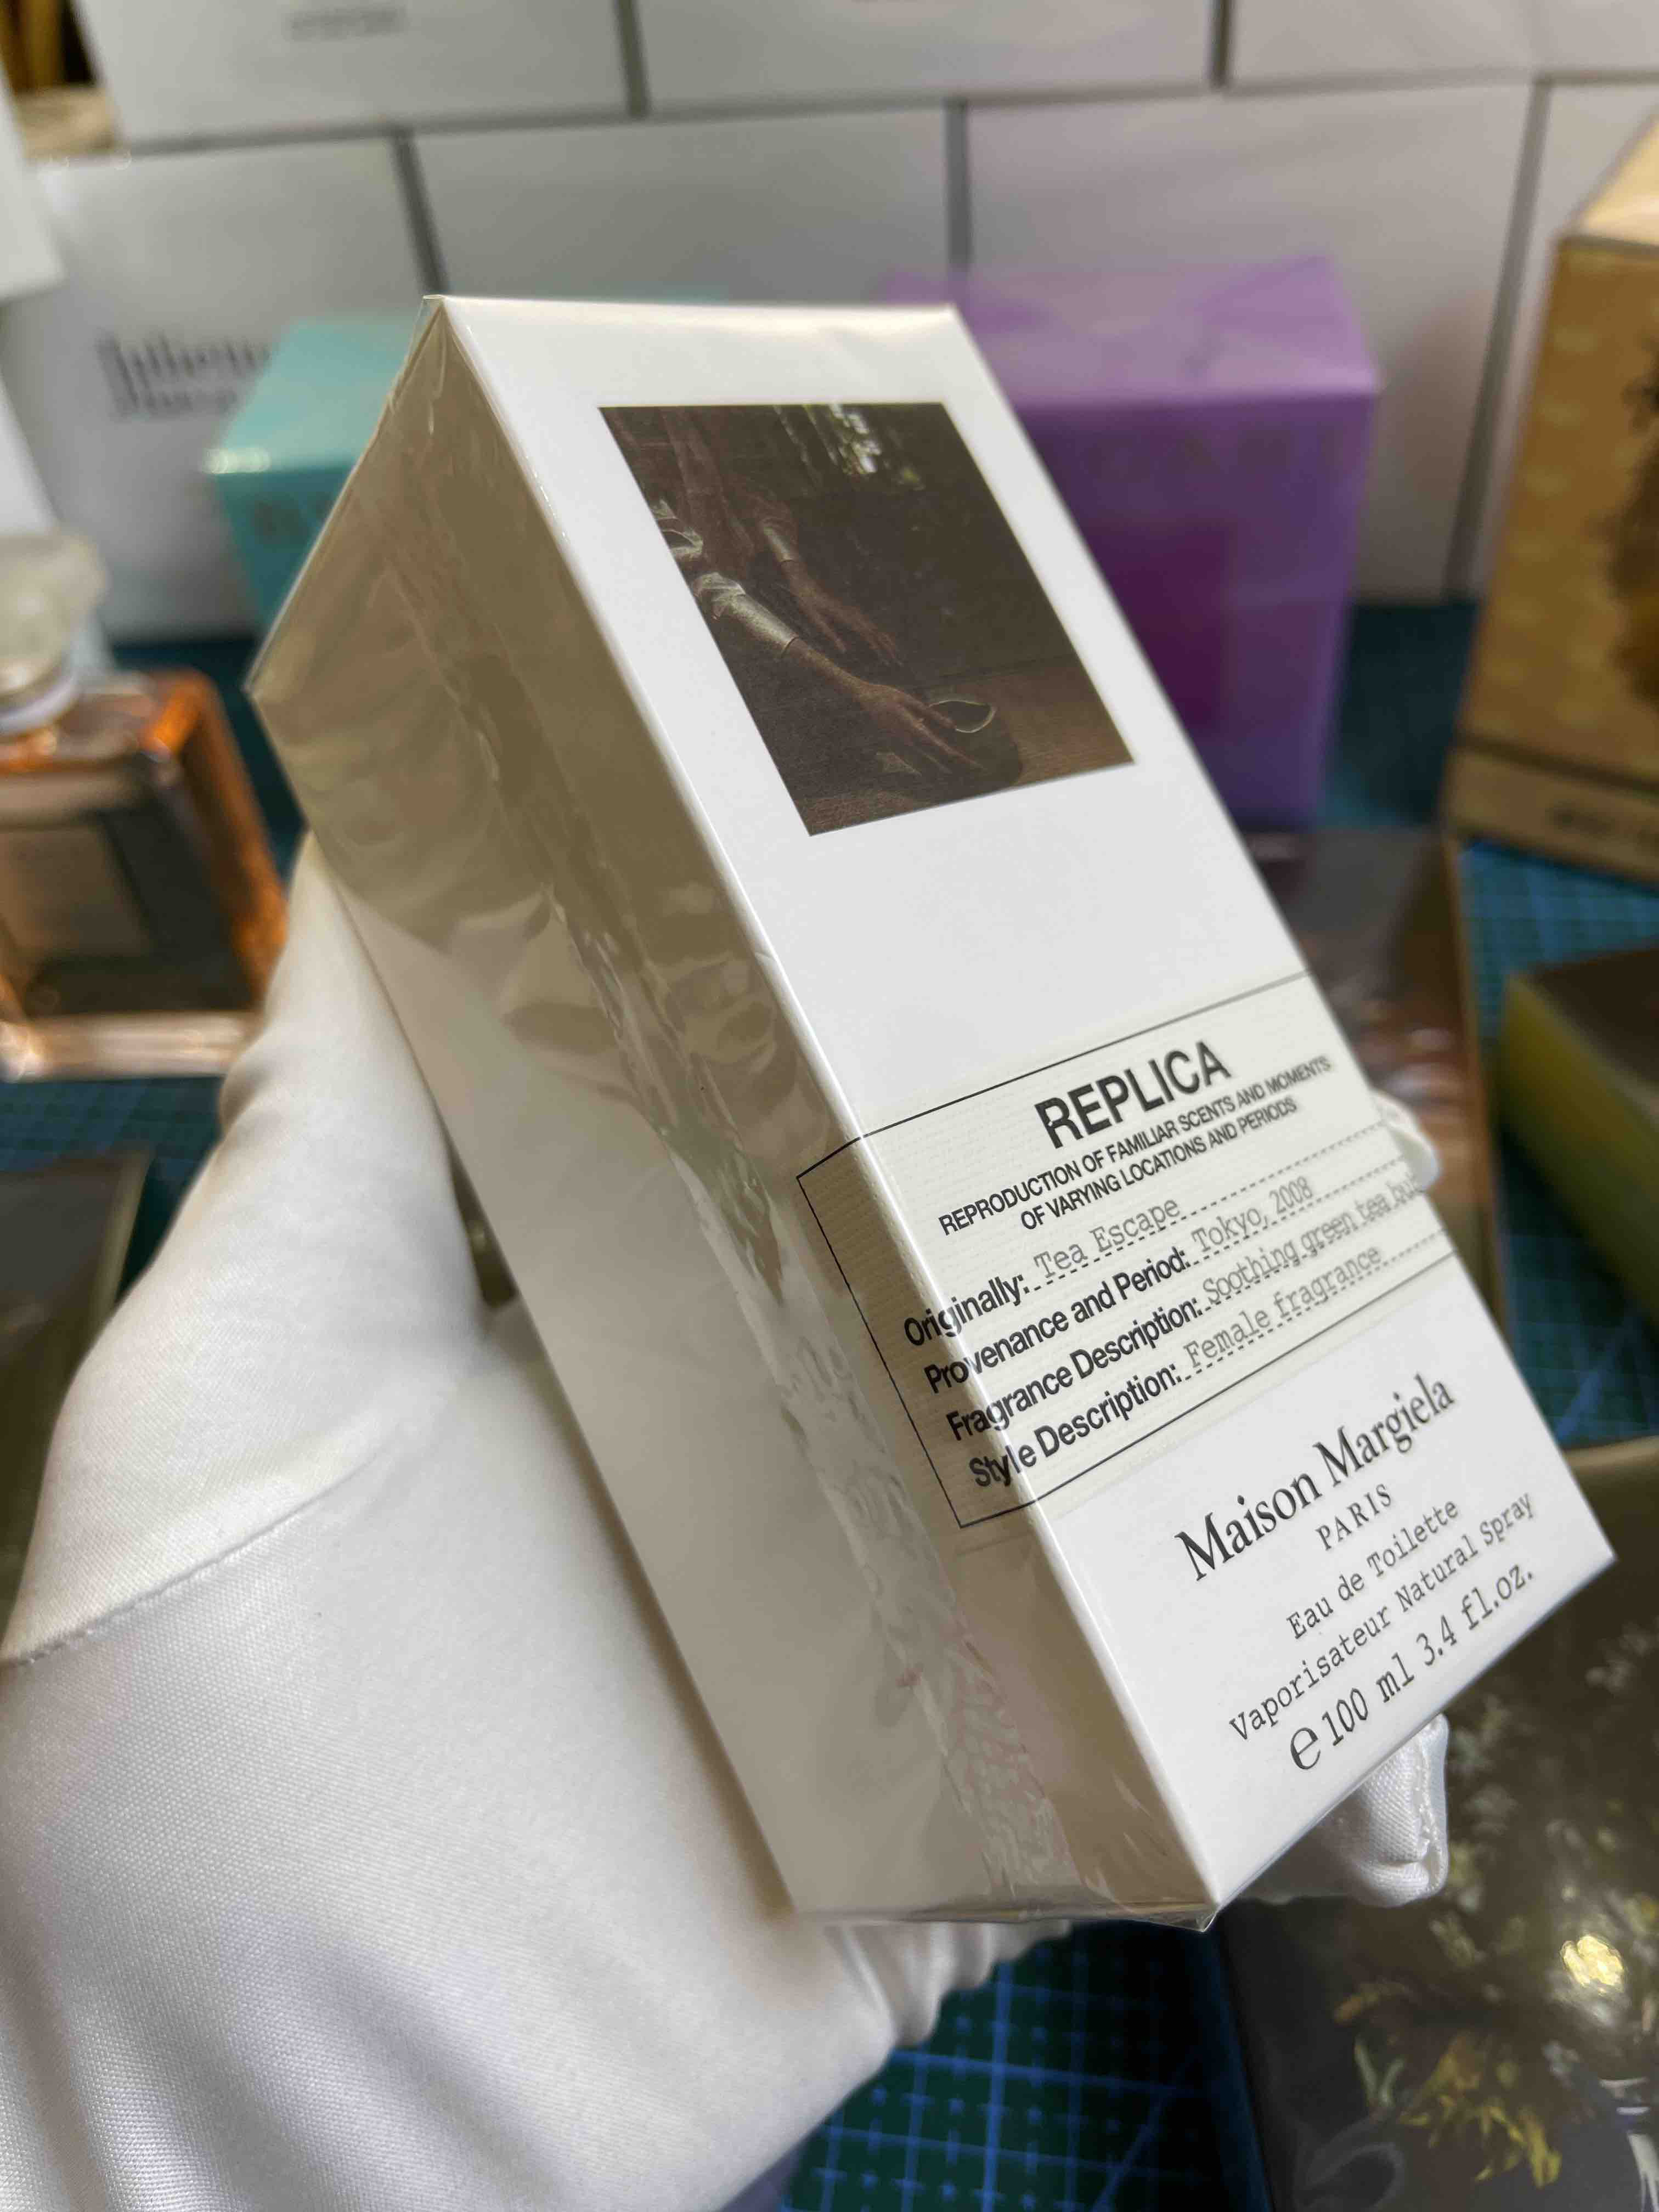 REPLICA
REPRODUCTION OF FAMILIAR SCENTS AND MOMENTS
OF VARYING LOCATIONS AND PERIODS
Originally: Tea Escape
Provenance and Period: Tokyo, 2008
Fragrance Description: Soothing green tea
Style Description: Female fragrance
Maison Margiela
PARIS
Eau de Toilette
Vaporisateur Natural Spray
℮ 100 ml 3.4 fl.oz.